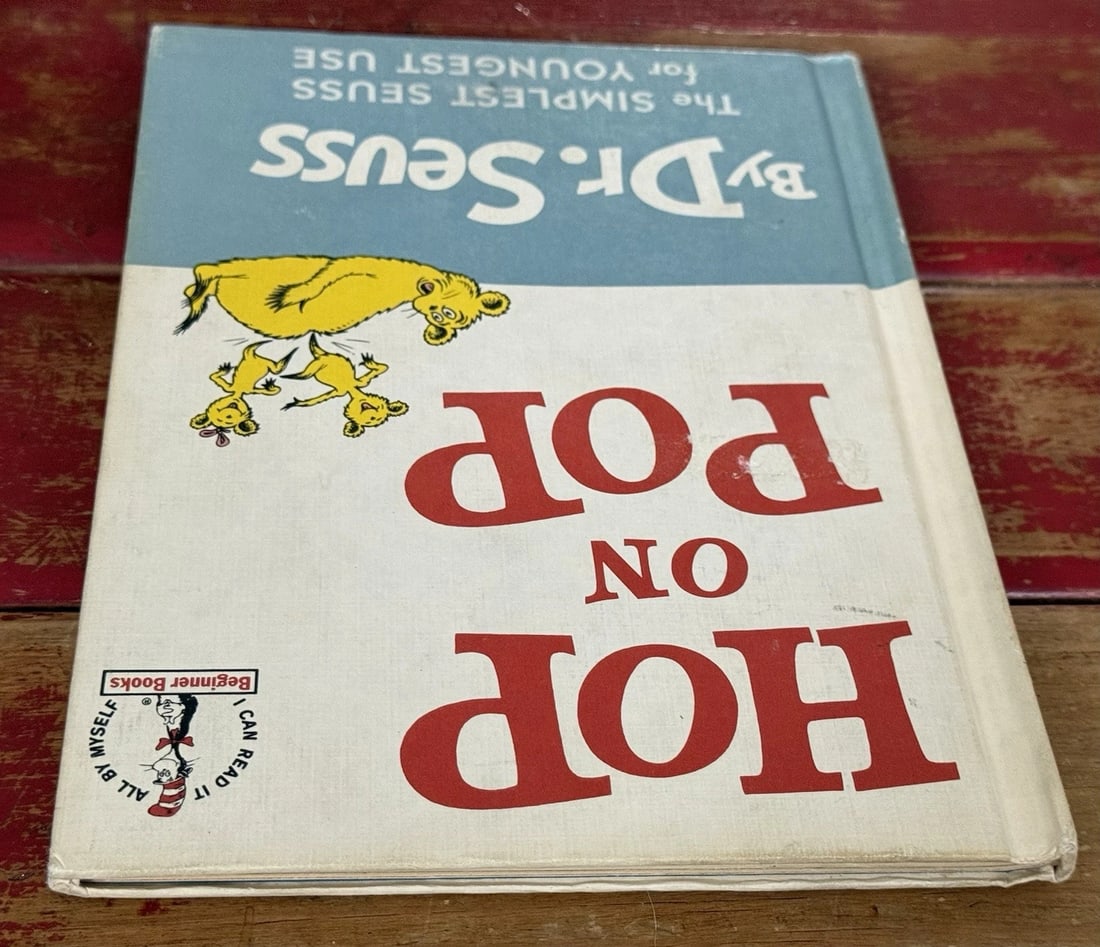 HOP
ON
POP
By Dr. Seuss
The SIMPLEST SEUSS
for YOUNGEST USE
I CAN READ IT ALL BY MYSELF
Beginner Books
®